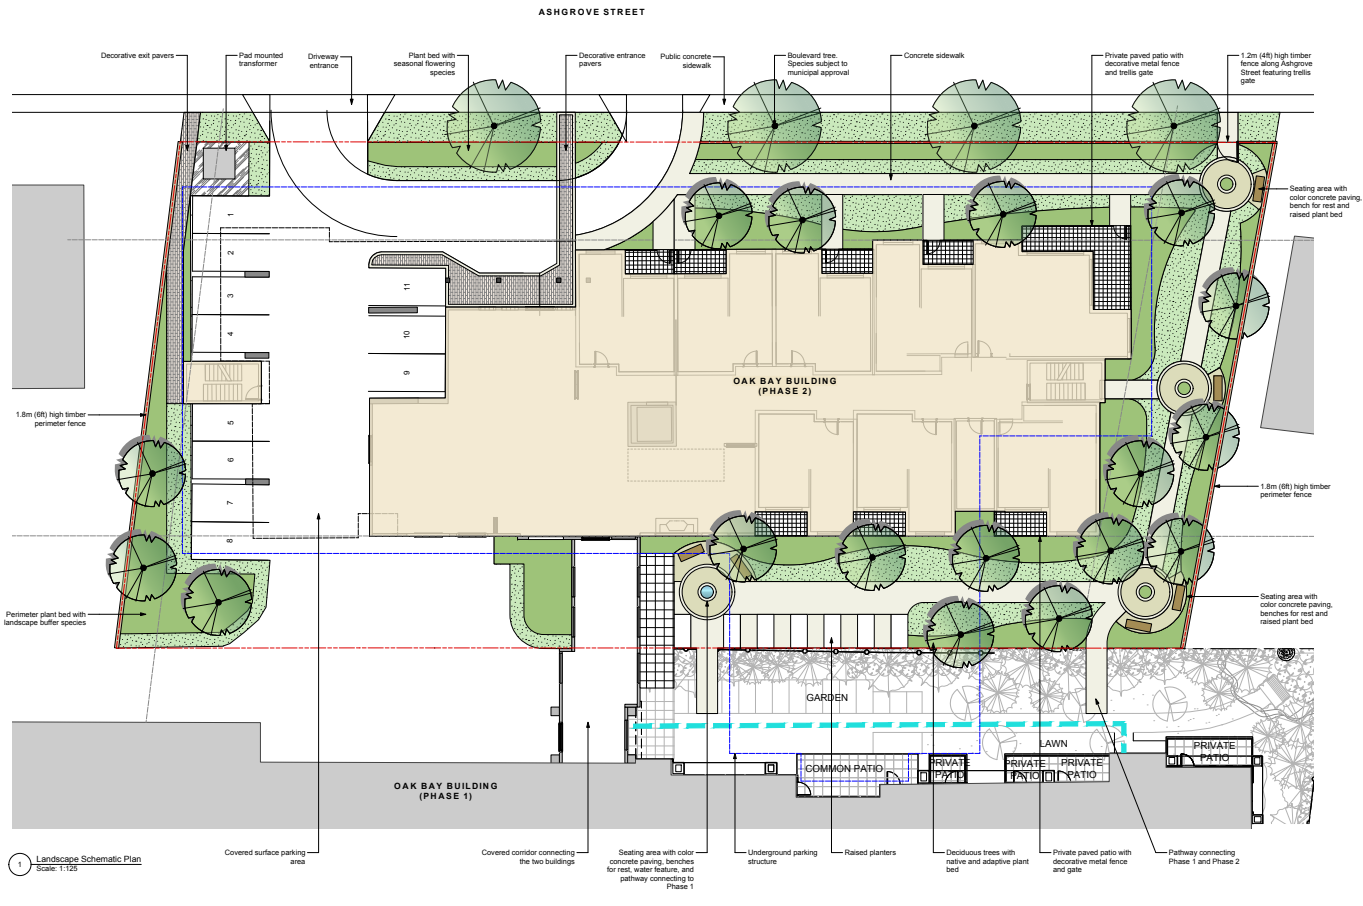 ASHGROVE STREET
Decorative exit pavers
Pad mounted
transformer
Driveway
entrance
Plant bed with
seasonal flowering
species
Decorative entrance
pavers
Public concrete
sidewalk
Boulevard tree.
Species subject to
municipal approval
Concrete sidewalk
Private paved patio with
decorative metal fence
and trellis gate
1.2m (4ft) high timber
fence along Ashgrove
Street featuring trellis
gate
Seating area with
color concrete paving,
bench for rest and
raised plant bed
1
2
3
4
5
6
7
8
11
10
9
OAK BAY BUILDING
(PHASE 2)
1.8m (6ft) high timber
perimeter fence
1.8m (6ft) high timber
perimeter fence
Perimeter plant bed with
landscape buffer species
Seating area with
color concrete paving,
benches for rest and
raised plant bed
GARDEN
LAWN
COMMON PATIO
PRIVATE
PATIO
PRIVATE
PATIO
PRIVATE
PATIO
PRIVATE
PATIO
OAK BAY BUILDING
(PHASE 1)
1
Landscape Schematic Plan
Scale: 1:125
Covered surface parking
area
Covered corridor connecting
the two buildings
Seating area with color
concrete paving, benches
for rest, water feature, and
pathway connecting to
Phase 1
Underground parking
structure
Raised planters
Deciduous trees with
native and adaptive plant
bed
Private paved patio with
decorative metal fence
and gate
Pathway connecting
Phase 1 and Phase 2